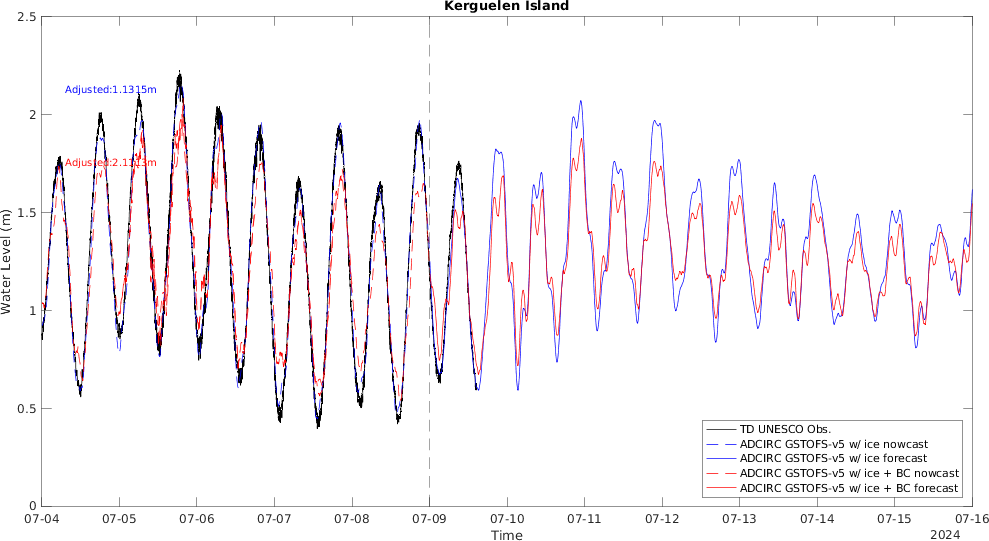 Kerguelen Island
2.5
2
1.5
1
0.5
0
Water Level (m)
Adjusted:1.1315m
Adjusted:2.1113m
TD UNESCO Obs.
ADCIRC GSTOFS-v5 w/ ice nowcast
ADCIRC GSTOFS-v5 w/ ice forecast
ADCIRC GSTOFS-v5 w/ ice + BC nowcast
ADCIRC GSTOFS-v5 w/ ice + BC forecast
07-04 07-05 07-06 07-07 07-08 07-09 07-10 07-11 07-12 07-13 07-14 07-15 07-16
Time
2024